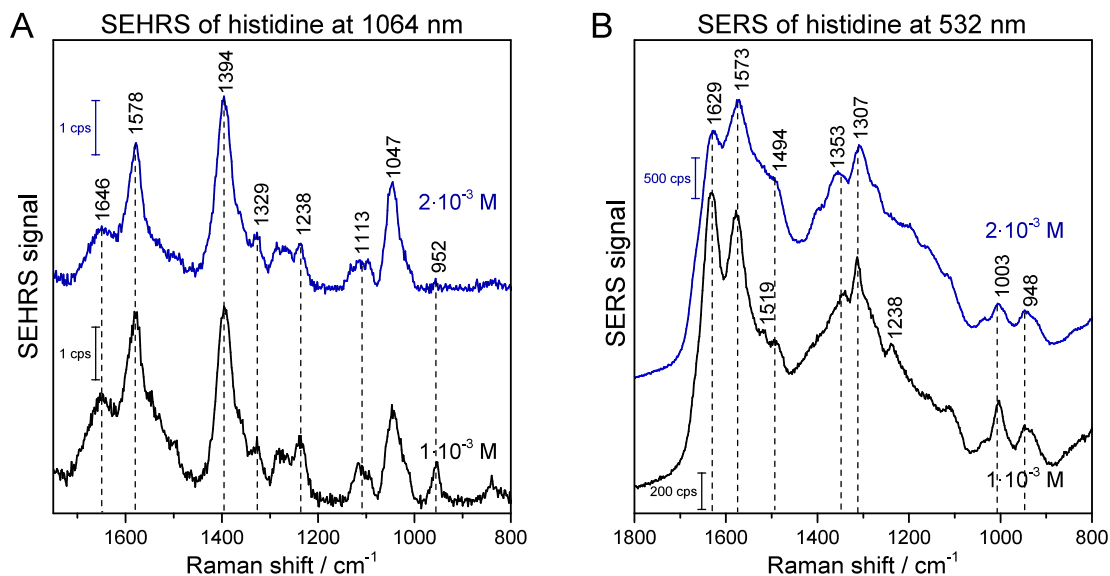 A
SEHRS of histidine at 1064 nm
SEHRS signal
1 cps
1646
1578
1394
1329
1238
1113
1047
952
2·10⁻³ M
1 cps
1·10⁻³ M
1600
1400
1200
1000
800
Raman shift / cm⁻¹
B
SERS of histidine at 532 nm
SERS signal
500 cps
1629
1573
1494
1353
1307
2·10⁻³ M
1519
1238
1003
948
200 cps
1·10⁻³ M
1800
1600
1400
1200
1000
800
Raman shift / cm⁻¹